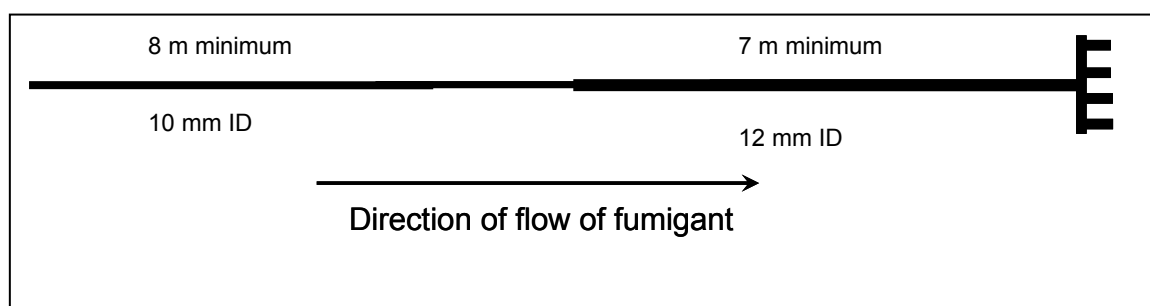 8 m minimum
7 m minimum
10 mm ID
12 mm ID
Direction of flow of fumigant